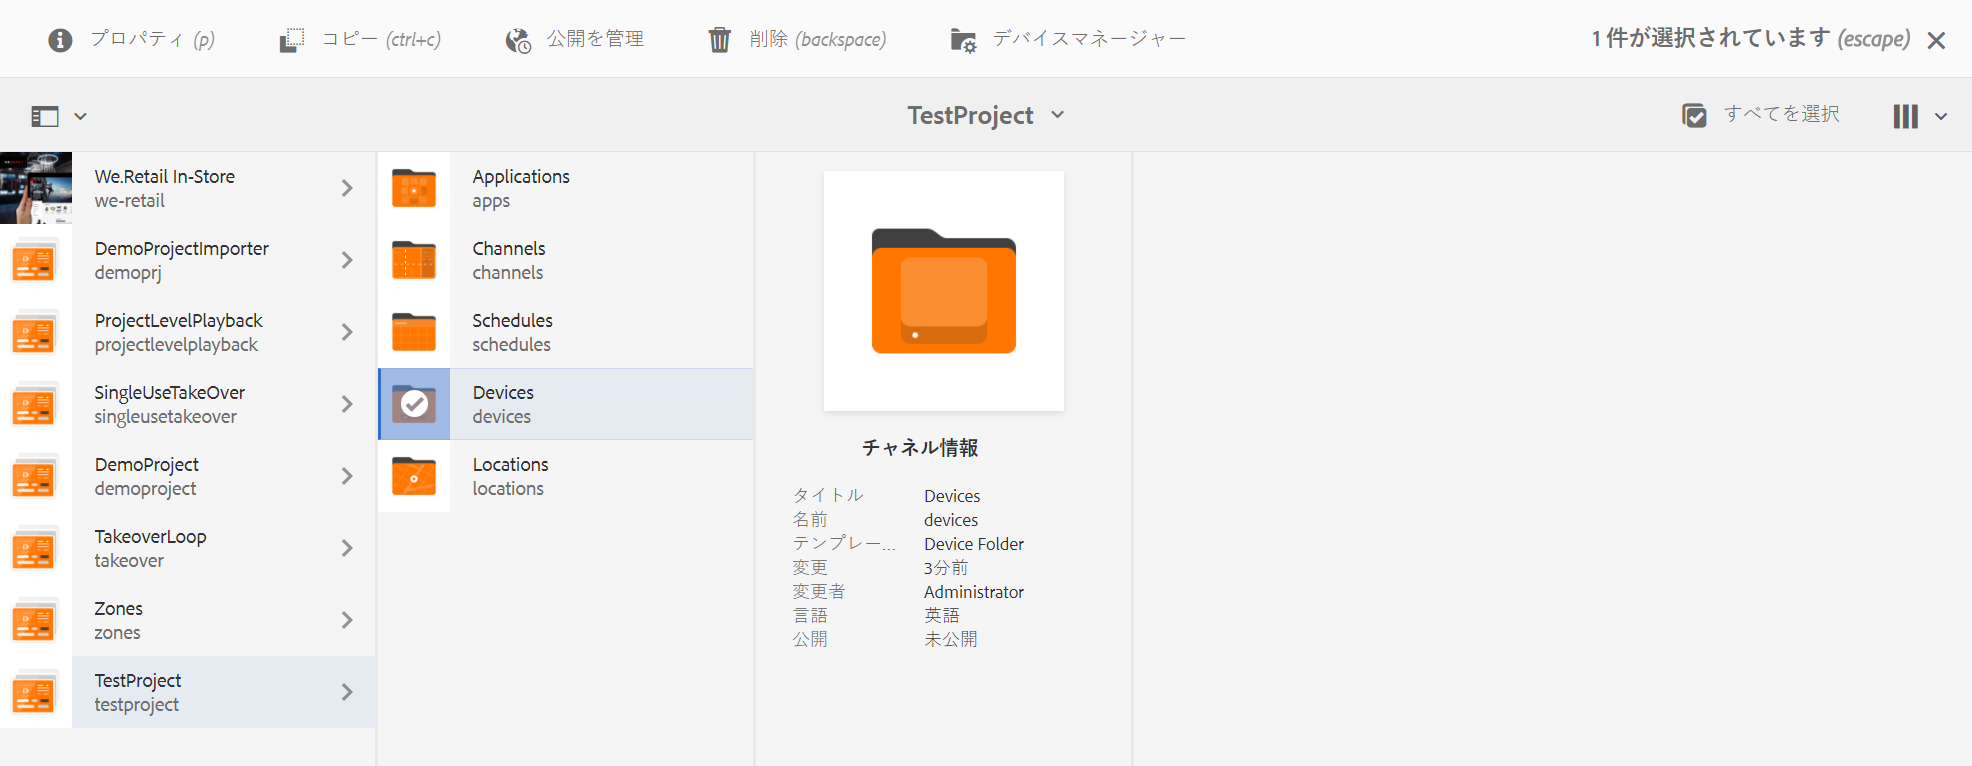 プロパティ (p) コピー (ctrl+c) 公開を管理 削除 (backspace) デバイスマネージャー 1 件が選択されています (escape)
TestProject すべてを選択
We.Retail In-Store
we-retail
DemoProjectImporter
demoprj
ProjectLevelPlayback
projectlevelplayback
SingleUseTakeOver
singleusetakeover
DemoProject
demoproject
TakeoverLoop
takeover
Zones
zones
TestProject
testproject
Applications
apps
Channels
channels
Schedules
schedules
Devices
devices
Locations
locations
チャネル情報
タイトル Devices
名前 devices
テンプレー... Device Folder
変更 3分前
変更者 Administrator
言語 英語
公開 未公開